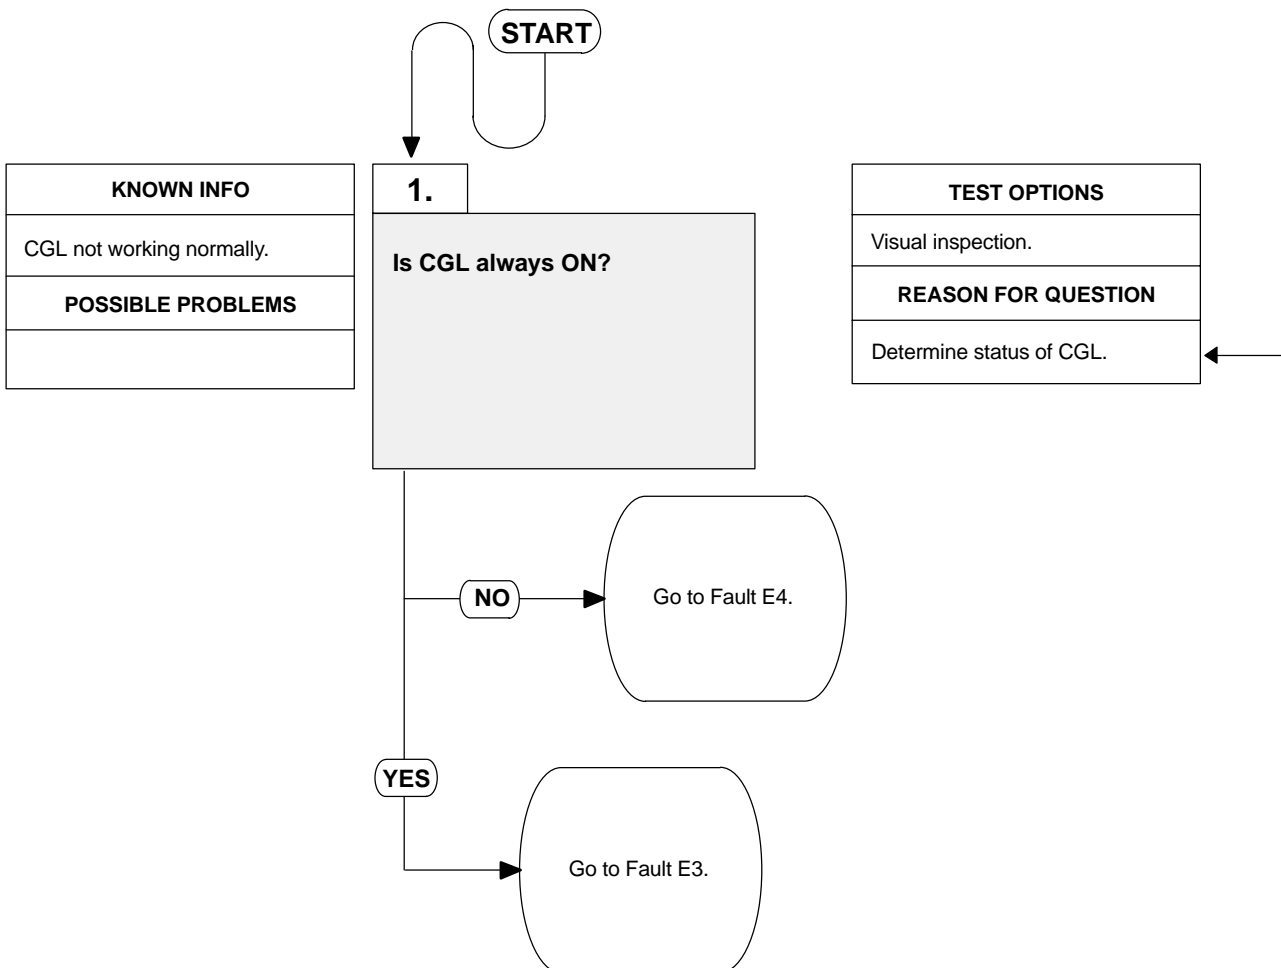 START
KNOWN INFO
CGL not working normally.
POSSIBLE PROBLEMS
1.
Is CGL always ON?
TEST OPTIONS
Visual inspection.
REASON FOR QUESTION
Determine status of CGL.
NO
Go to Fault E4.
YES
Go to Fault E3.